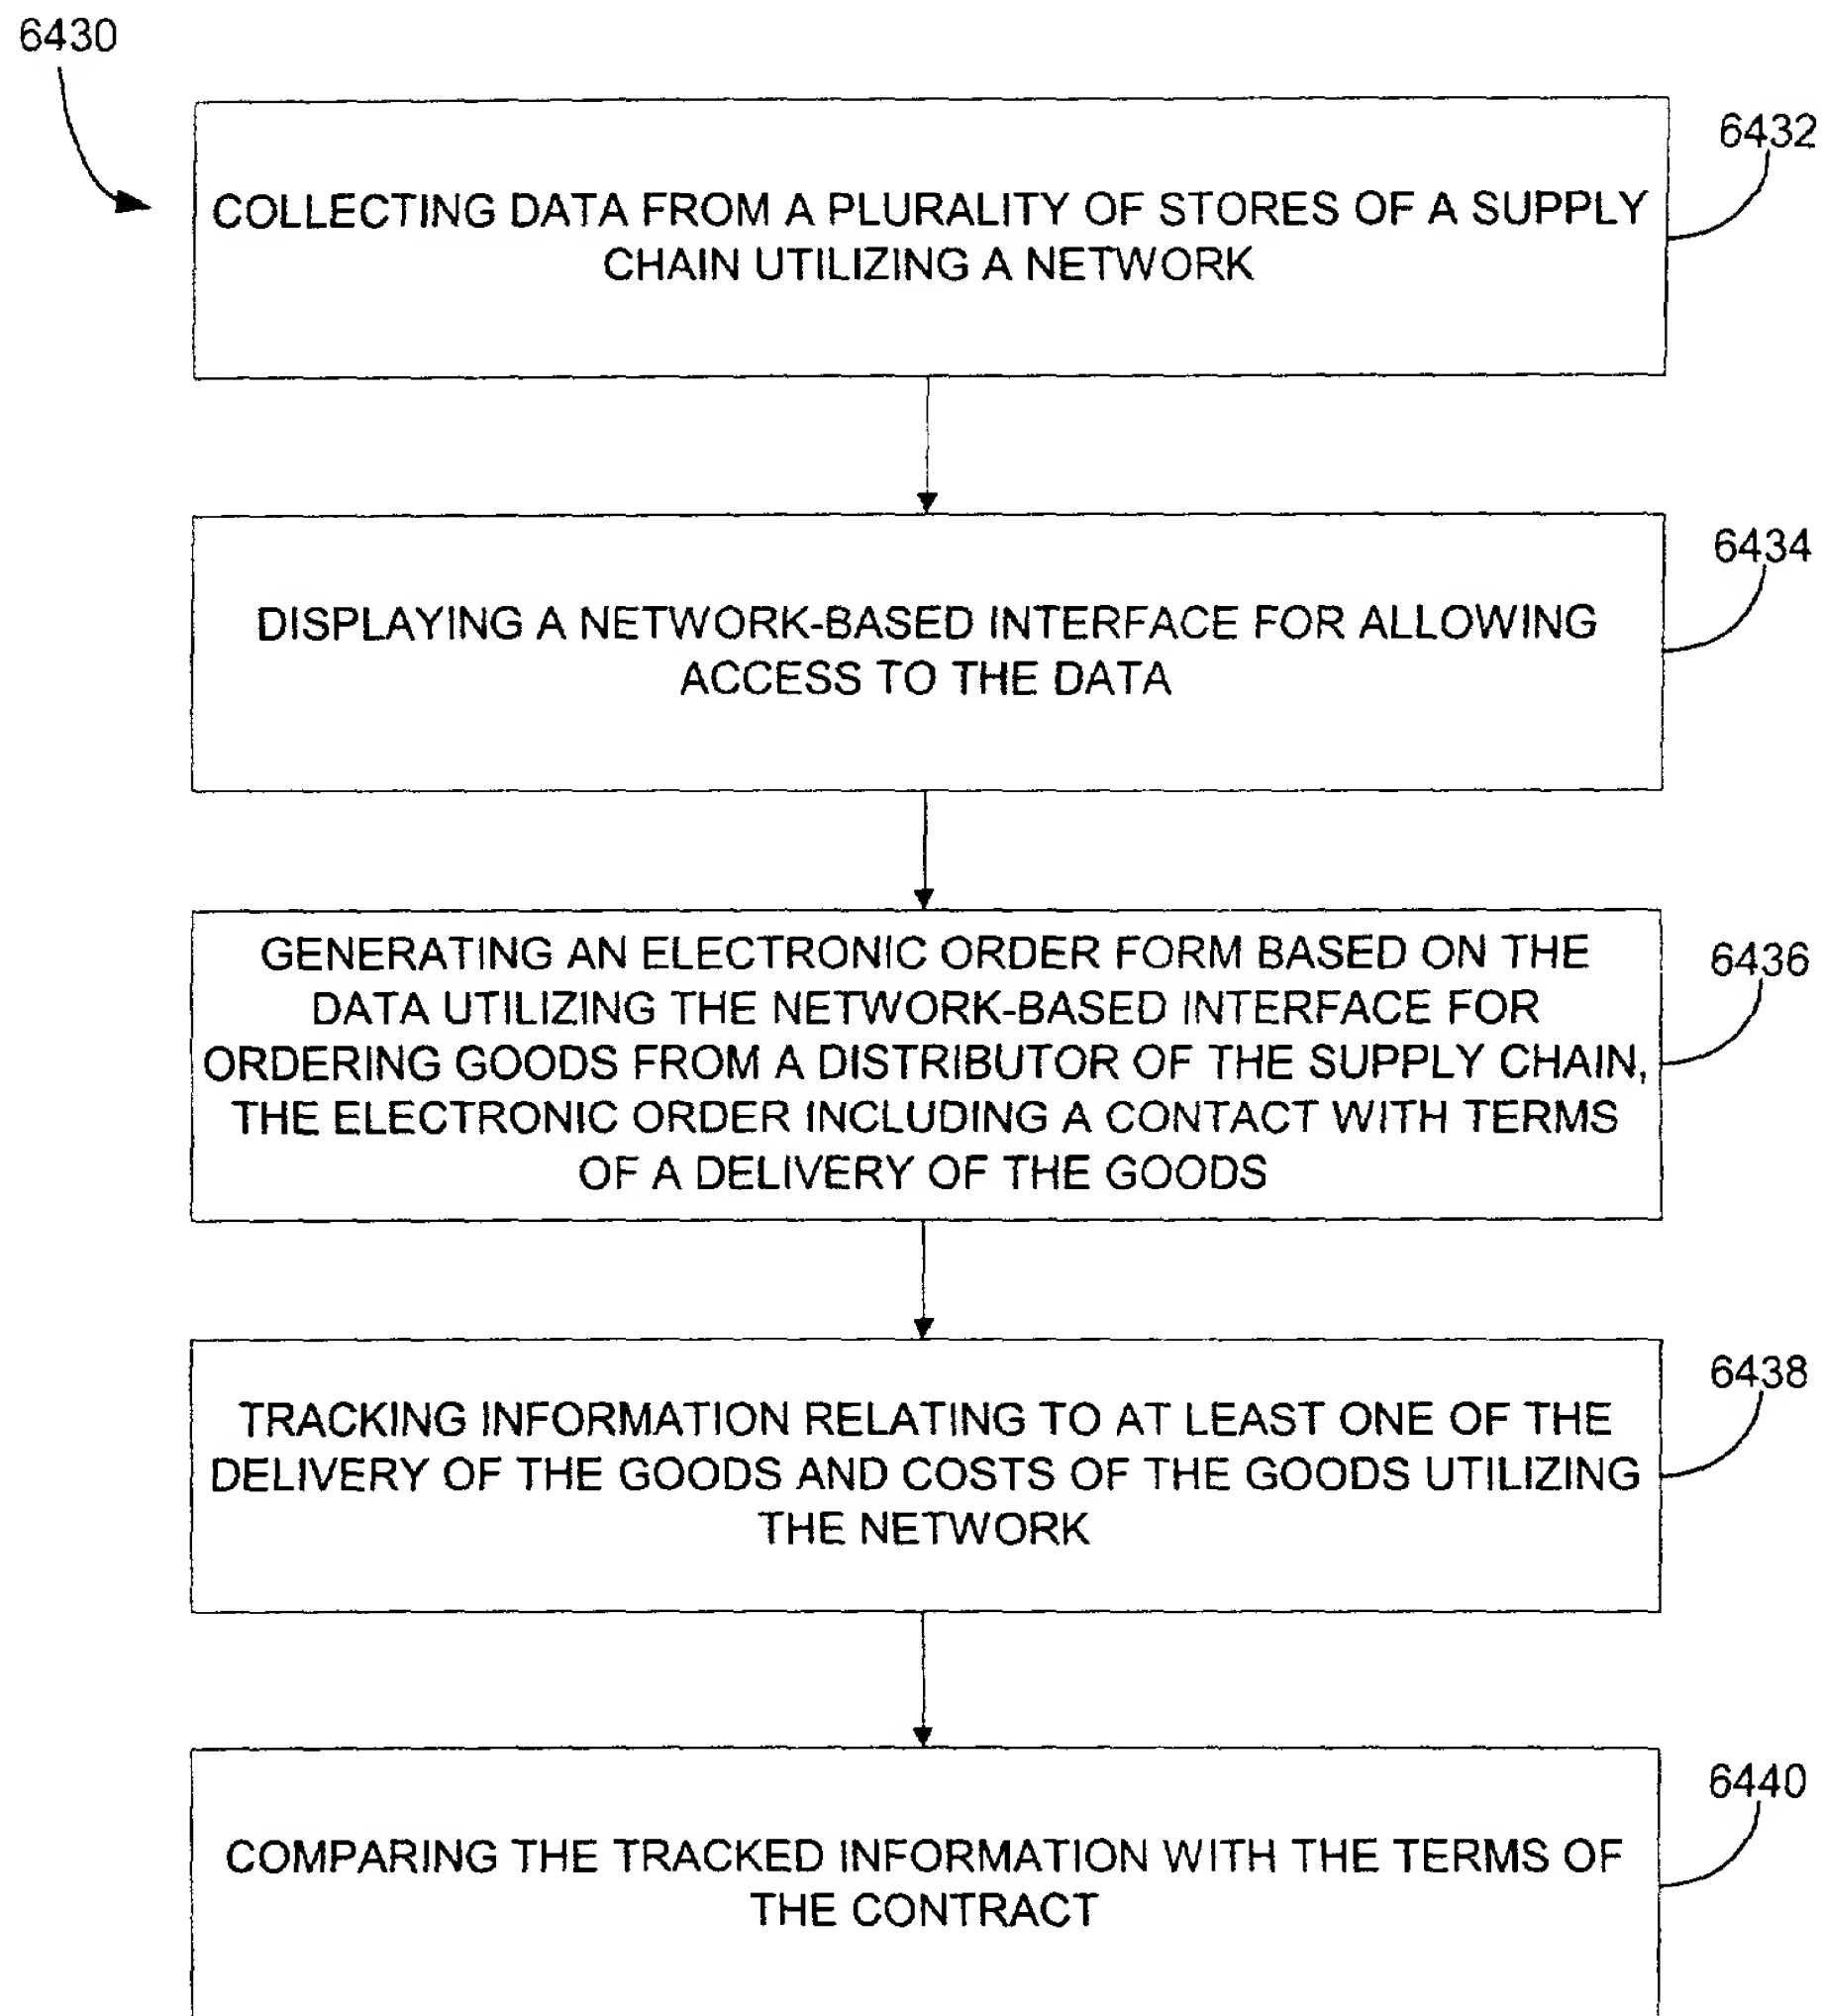 6430
6432
COLLECTING DATA FROM A PLURALITY OF STORES OF A SUPPLY
CHAIN UTILIZING A NETWORK
6434
DISPLAYING A NETWORK-BASED INTERFACE FOR ALLOWING
ACCESS TO THE DATA
6436
GENERATING AN ELECTRONIC ORDER FORM BASED ON THE
DATA UTILIZING THE NETWORK-BASED INTERFACE FOR
ORDERING GOODS FROM A DISTRIBUTOR OF THE SUPPLY CHAIN,
THE ELECTRONIC ORDER INCLUDING A CONTACT WITH TERMS
OF A DELIVERY OF THE GOODS
6438
TRACKING INFORMATION RELATING TO AT LEAST ONE OF THE
DELIVERY OF THE GOODS AND COSTS OF THE GOODS UTILIZING
THE NETWORK
6440
COMPARING THE TRACKED INFORMATION WITH THE TERMS OF
THE CONTRACT